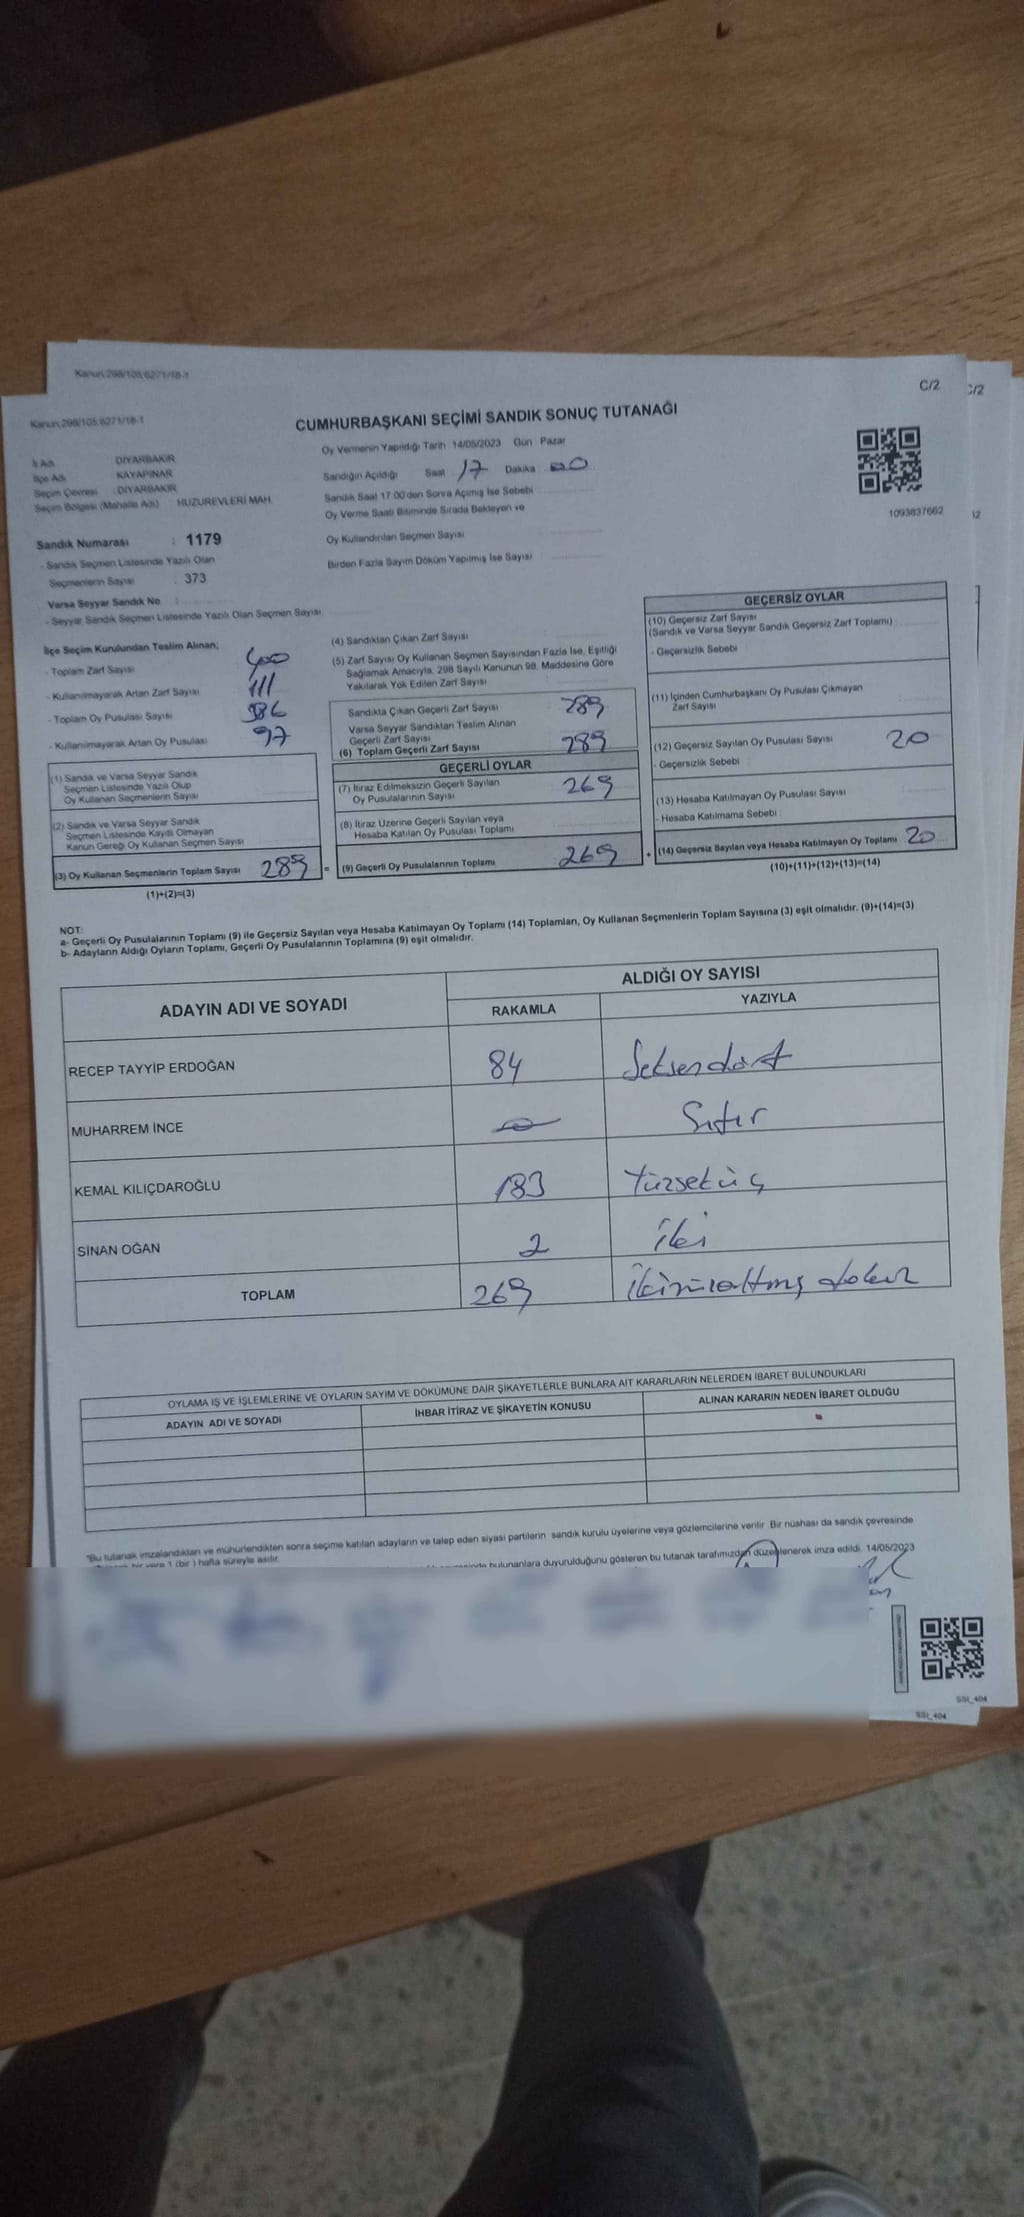 Kanun:298/105,6271/18-1
C/2
C/2
Kanun:298/105,6271/18-1
CUMHURBAŞKANI SEÇİMİ SANDIK SONUÇ TUTANAĞI
İl Adı DİYARBAKIR
İlçe Adı KAYAPINAR
Seçim Çevresi : DİYARBAKIR
Seçim Bölgesi (Mahalle Adı) HUZUREVLERİ MAH.
Sandık Numarası : 1179
- Sandık Seçmen Listesinde Yazılı Olan
Seçmenlerin Sayısı : 373
Varsa Seyyar Sandık No :
- Seyyar Sandık Seçmen Listesinde Yazılı Olan Seçmen Sayısı
Oy Vermenin Yapıldığı Tarih 14/05/2023 Gün Pazar
Sandığın Açıldığı Saat 17 Dakika : 00
Sandık Saat 17:00'den Sonra Açımış İse Sebebi
Oy Verme Saati Bitiminde Sırada Bekleyen ve
Oy Kullandırılan Seçmen Sayısı
Birden Fazla Sayım Döküm Yapılmış İse Sayısı
1093837662
12
İlçe Seçim Kurulundan Teslim Alınan;
- Toplam Zarf Sayısı 400
- Kullanılmayarak Artan Zarf Sayısı 111
- Toplam Oy Pusulası Sayısı 386
- Kullanılmayarak Artan Oy Pusulası 97
(1) Sandık ve Varsa Seyyar Sandık
Seçmen Listesinde Yazılı Olup
Oy Kullanan Seçmenlerin Sayısı
(2) Sandık ve Varsa Seyyar Sandık
Seçmen Listesinde Kayıtlı Olmayan
Kanun Gereği Oy Kullanan Seçmen Sayısı
(3) Oy Kullanan Seçmenlerin Toplam Sayısı 289 =
(1)+(2)=(3)
(4) Sandıktan Çıkan Zarf Sayısı
(5) Zarf Sayısı Oy Kullanan Seçmen Sayısından Fazla İse, Eşitliği
Sağlamak Amacıyla, 298 Sayılı Kanunun 98. Maddesine Göre
Yakılarak Yok Edilen Zarf Sayısı
Sandıkta Çıkan Geçerli Zarf Sayısı 289
Varsa Seyyar Sandıktan Teslim Alınan
Geçerli Zarf Sayısı
(6) Toplam Geçerli Zarf Sayısı 289
GEÇERLİ OYLAR
(7) İtiraz Edilmeksizin Geçerli Sayılan
Oy Pusulalarının Sayısı 269
(8) İtiraz Üzerine Geçerli Sayılan veya
Hesaba Katılan Oy Pusulası Toplamı
(9) Geçerli Oy Pusulalarının Toplamı 269 +
GEÇERSİZ OYLAR
(10) Geçersiz Zarf Sayısı
(Sandık ve Varsa Seyyar Sandık Geçersiz Zarf Toplamı)
- Geçersizlik Sebebi
(11) İçinden Cumhurbaşkanı Oy Pusulası Çıkmayan
Zarf Sayısı
(12) Geçersiz Sayılan Oy Pusulası Sayısı 20
- Geçersizlik Sebebi
(13) Hesaba Katılmayan Oy Pusulası Sayısı
- Hesaba Katılmama Sebebi
(14) Geçersiz Sayılan veya Hesaba Katılmayan Oy Toplamı 20
(10)+(11)+(12)+(13)=(14)
NOT:
a- Geçerli Oy Pusulalarının Toplamı (9) ile Geçersiz Sayılan veya Hesaba Katılmayan Oy Toplamı (14) Toplamları, Oy Kullanan Seçmenlerin Toplam Sayısına (3) eşit olmalıdır. (9)+(14)=(3)
b- Adayların Aldığı Oyların Toplamı, Geçerli Oy Pusulalarının Toplamına (9) eşit olmalıdır.
ADAYIN ADI VE SOYADI ALDIĞI OY SAYISI
RAKAMLA YAZIYLA
RECEP TAYYİP ERDOĞAN 84 Seksendört
MUHARREM İNCE 0 Sıfır
KEMAL KILIÇDAROĞLU 183 Yüzseküç
SİNAN OĞAN 2 iki
TOPLAM 269 ikiyüzaltmış dokuz
OYLAMA İŞ VE İŞLEMLERİNE VE OYLARIN SAYIM VE DÖKÜMÜNE DAİR ŞİKAYETLERLE BUNLARA AİT KARARLARIN NELERDEN İBARET BULUNDUKLARI
ADAYIN ADI VE SOYADI İHBAR İTİRAZ VE ŞİKAYETİN KONUSU ALINAN KARARIN NEDEN İBARET OLDUĞU
*Bu tutanak imzalandıktan ve mühürlendikten sonra seçime katılan adayların ve talep eden siyasi partilerin sandık kurulu üyelerine veya gözlemcilerine verilir. Bir nüshası da sandık çevresinde
bir yere 1 (bir) hafta süreyle asılır.
bulunanlara duyurulduğunu gösteren bu tutanak tarafımızdan düzenlenerek imza edildi. 14/05/2023
SSİ_404
SSİ_404